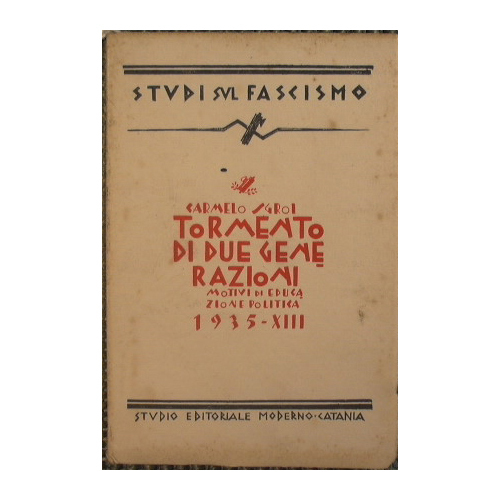 STVDI SVL FASCISMO
CARMELO SGROI
TORMENTO
DI DUE GENE
RAZIONI
MOTIVI DI EDUCA
ZIONE POLITICA
1935-XIII
STVDIO EDITORIALE MODERNO·CATANIA